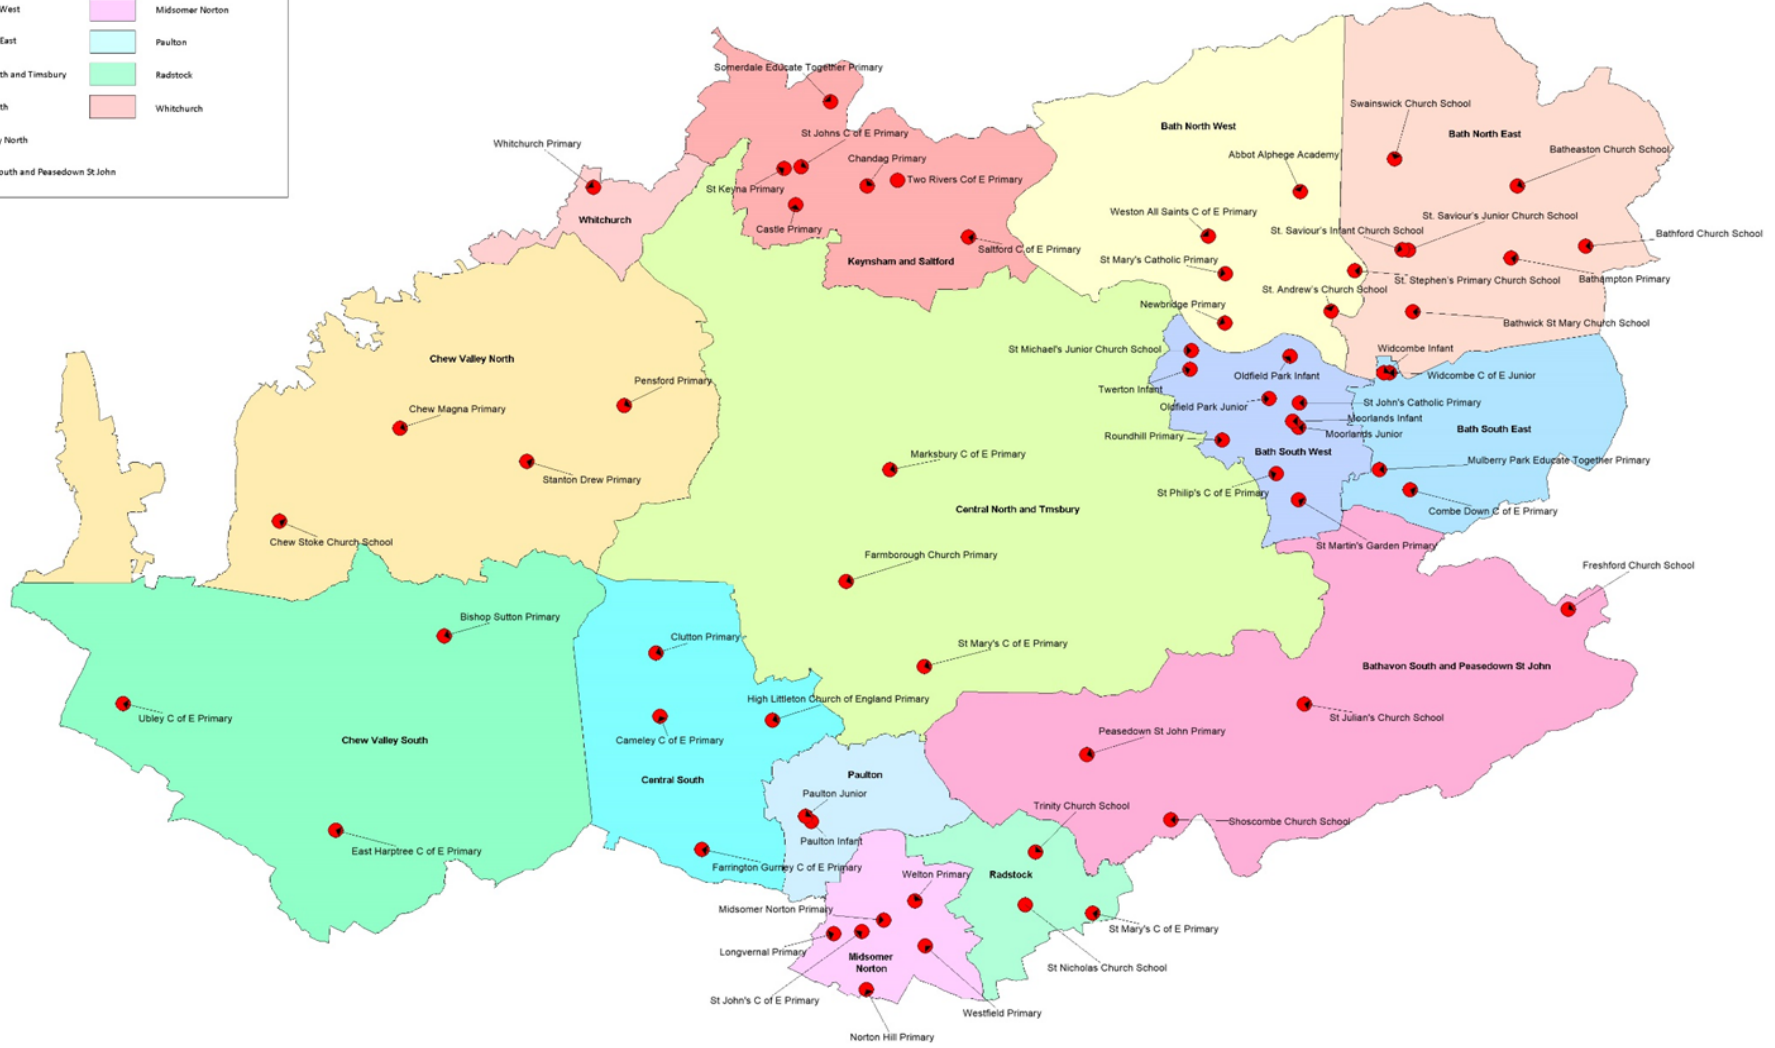 West
Midsomer Norton
East
Paulton
th and Timsbury
Radstock
th
Whitchurch
y North
outh and Peasedown St John
Somerdale Educate Together Primary
Whitchurch Primary
St Johns C of E Primary
Chandag Primary
Two Rivers Cof E Primary
St Keyna Primary
Castle Primary
Whitchurch
Saltford C of E Primary
Keynsham and Saltford
Bath North West
Abbot Alphege Academy
Weston All Saints C of E Primary
St Mary's Catholic Primary
Newbridge Primary
St. Andrew's Church School
Swainswick Church School
Bath North East
Batheaston Church School
St. Saviour's Junior Church School
St. Saviour's Infant Church School
Bathford Church School
St. Stephen's Primary Church School
Bathampton Primary
Bathwick St Mary Church School
Widcombe Infant
Widcombe C of E Junior
St Michael's Junior Church School
Twerton Infant
Oldfield Park Infant
Oldfield Park Junior
St John's Catholic Primary
Moorlands Infant
Moorlands Junior
Bath South East
Roundhill Primary
Bath South West
Mulberry Park Educate Together Primary
St Philip's C of E Primary
Combe Down C of E Primary
St Martin's Garden Primary
Chew Valley North
Pensford Primary
Chew Magna Primary
Stanton Drew Primary
Chew Stoke Church School
Marksbury C of E Primary
Central North and Tmsbury
Farmborough Church Primary
St Mary's C of E Primary
Freshford Church School
Bathavon South and Peasedown St John
St Julian's Church School
Peasedown St John Primary
Shoscombe Church School
Bishop Sutton Primary
Ubley C of E Primary
Chew Valley South
East Harptree C of E Primary
Clutton Primary
High Littleton Church of England Primary
Cameley C of E Primary
Central South
Farrington Gurney C of E Primary
Paulton
Paulton Junior
Paulton Infant
Trinity Church School
Radstock
St Mary's C of E Primary
St Nicholas Church School
Welton Primary
Midsomer Norton Primary
Longvernal Primary
Midsomer
Norton
St John's C of E Primary
Westfield Primary
Norton Hill Primary